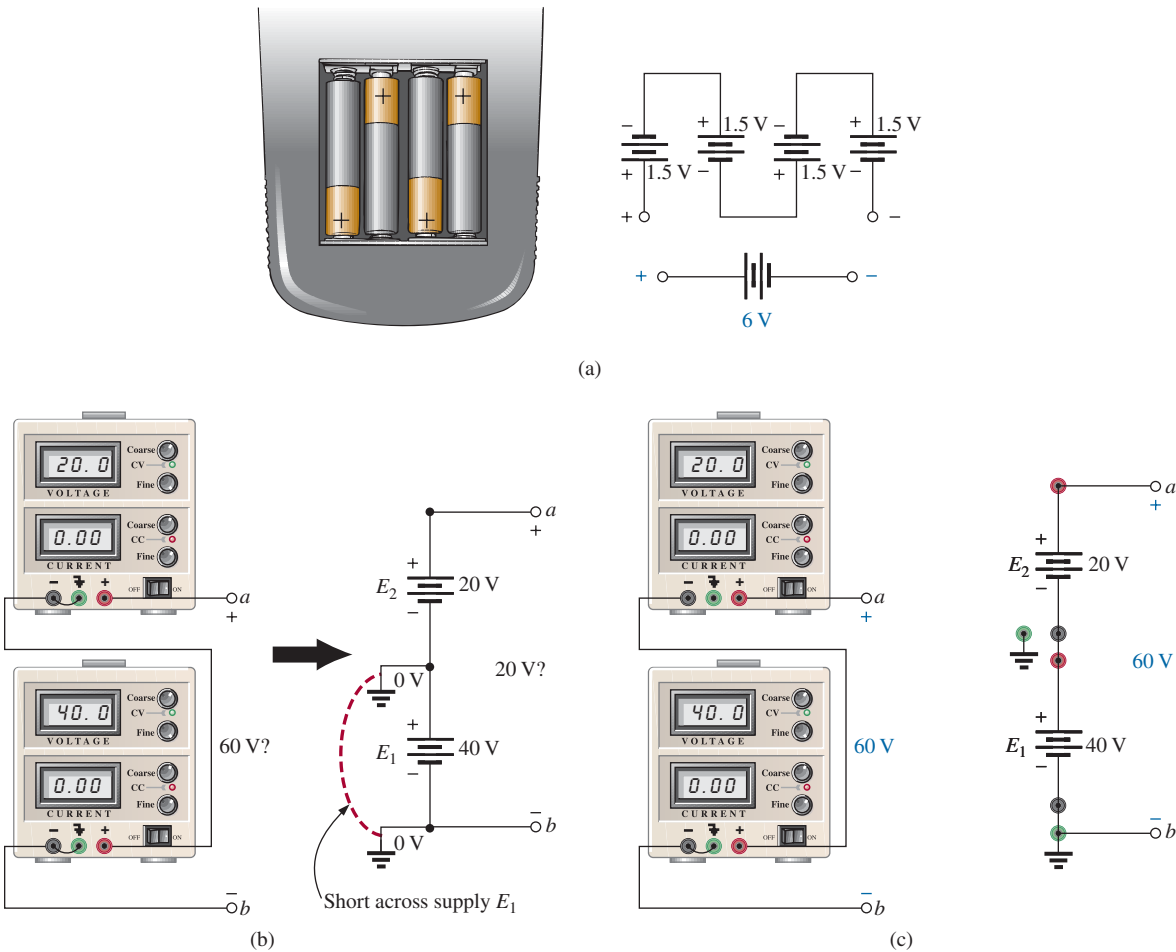 + + + +
- + 1.5 V - + 1.5 V
+ 1.5 V - + 1.5 V -
+ -
+ -
6 V
(a)
20.0
VOLTAGE
Coarse
CV
Fine
0.00
CURRENT
Coarse
CC
Fine
- +
OFF ON
a
+
40.0
VOLTAGE
Coarse
CV
Fine
0.00
CURRENT
Coarse
CC
Fine
- +
OFF ON
60 V?
-
b
a
+
+
E2 20 V
-
0 V
20 V?
+
E1 40 V
-
0 V
-
b
Short across supply E1
(b)
20.0
VOLTAGE
Coarse
CV
Fine
0.00
CURRENT
Coarse
CC
Fine
- +
OFF ON
a
+
40.0
VOLTAGE
Coarse
CV
Fine
0.00
CURRENT
Coarse
CC
Fine
- +
OFF ON
60 V
-
b
a
+
+
E2 20 V
-
60 V
+
E1 40 V
-
-
b
(c)